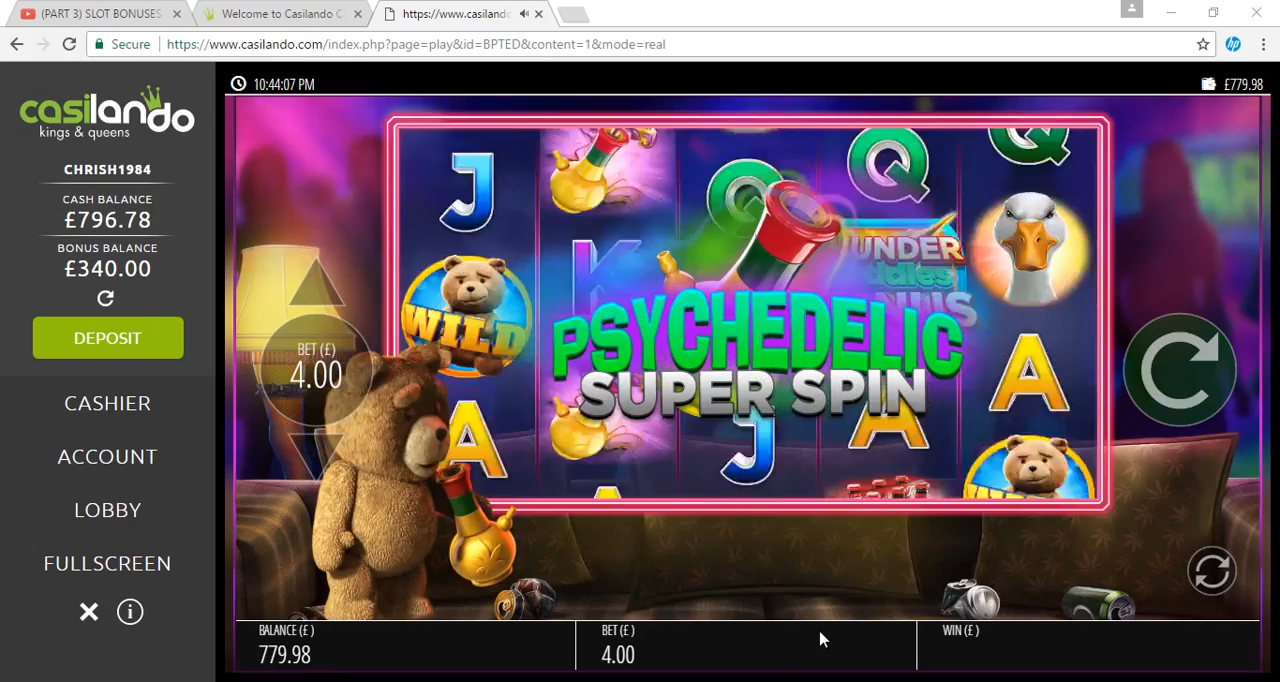 (PART 3) SLOT BONUSES
Welcome to Casilando C
https://www.casilando
Secure
https://www.casilando.com/index.php?page=play&id=BPTED&content=1&mode=real
hp
casilando
kings & queens
CHRISH1984
CASH BALANCE
£796.78
BONUS BALANCE
£340.00
DEPOSIT
CASHIER
ACCOUNT
LOBBY
FULLSCREEN
10:44:07 PM
£779.98
J
Q
Q
Q
K
WILD
A
J
A
A
BET (£)
4.00
PSYCHEDELIC
SUPER SPIN
BALANCE (£)
779.98
BET (£)
4.00
WIN (£)